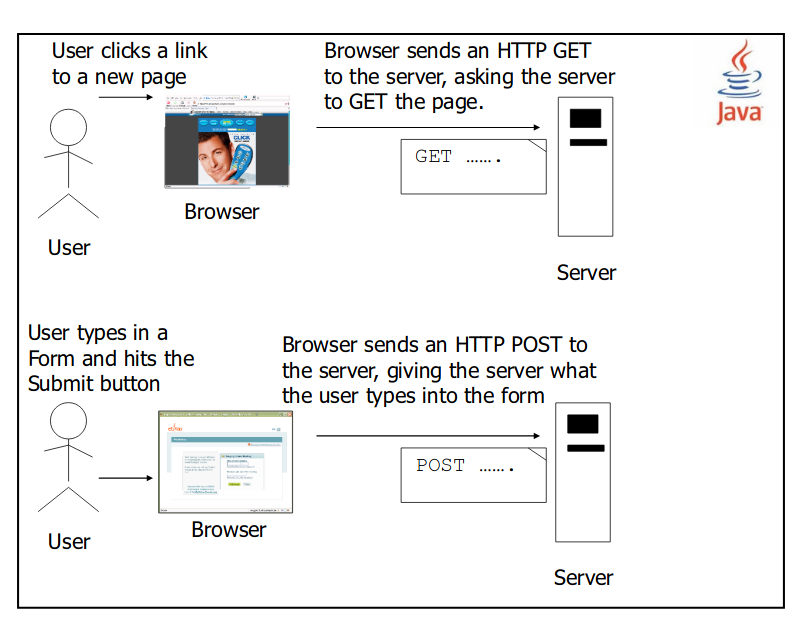 User clicks a link
to a new page
Browser sends an HTTP GET
to the server, asking the server
to GET the page.
Java
CLICK
GET …….
Browser
User
Server
User types in a
Form and hits the
Submit button
Browser sends an HTTP POST to
the server, giving the server what
the user types into the form
POST …….
Browser
User
Server